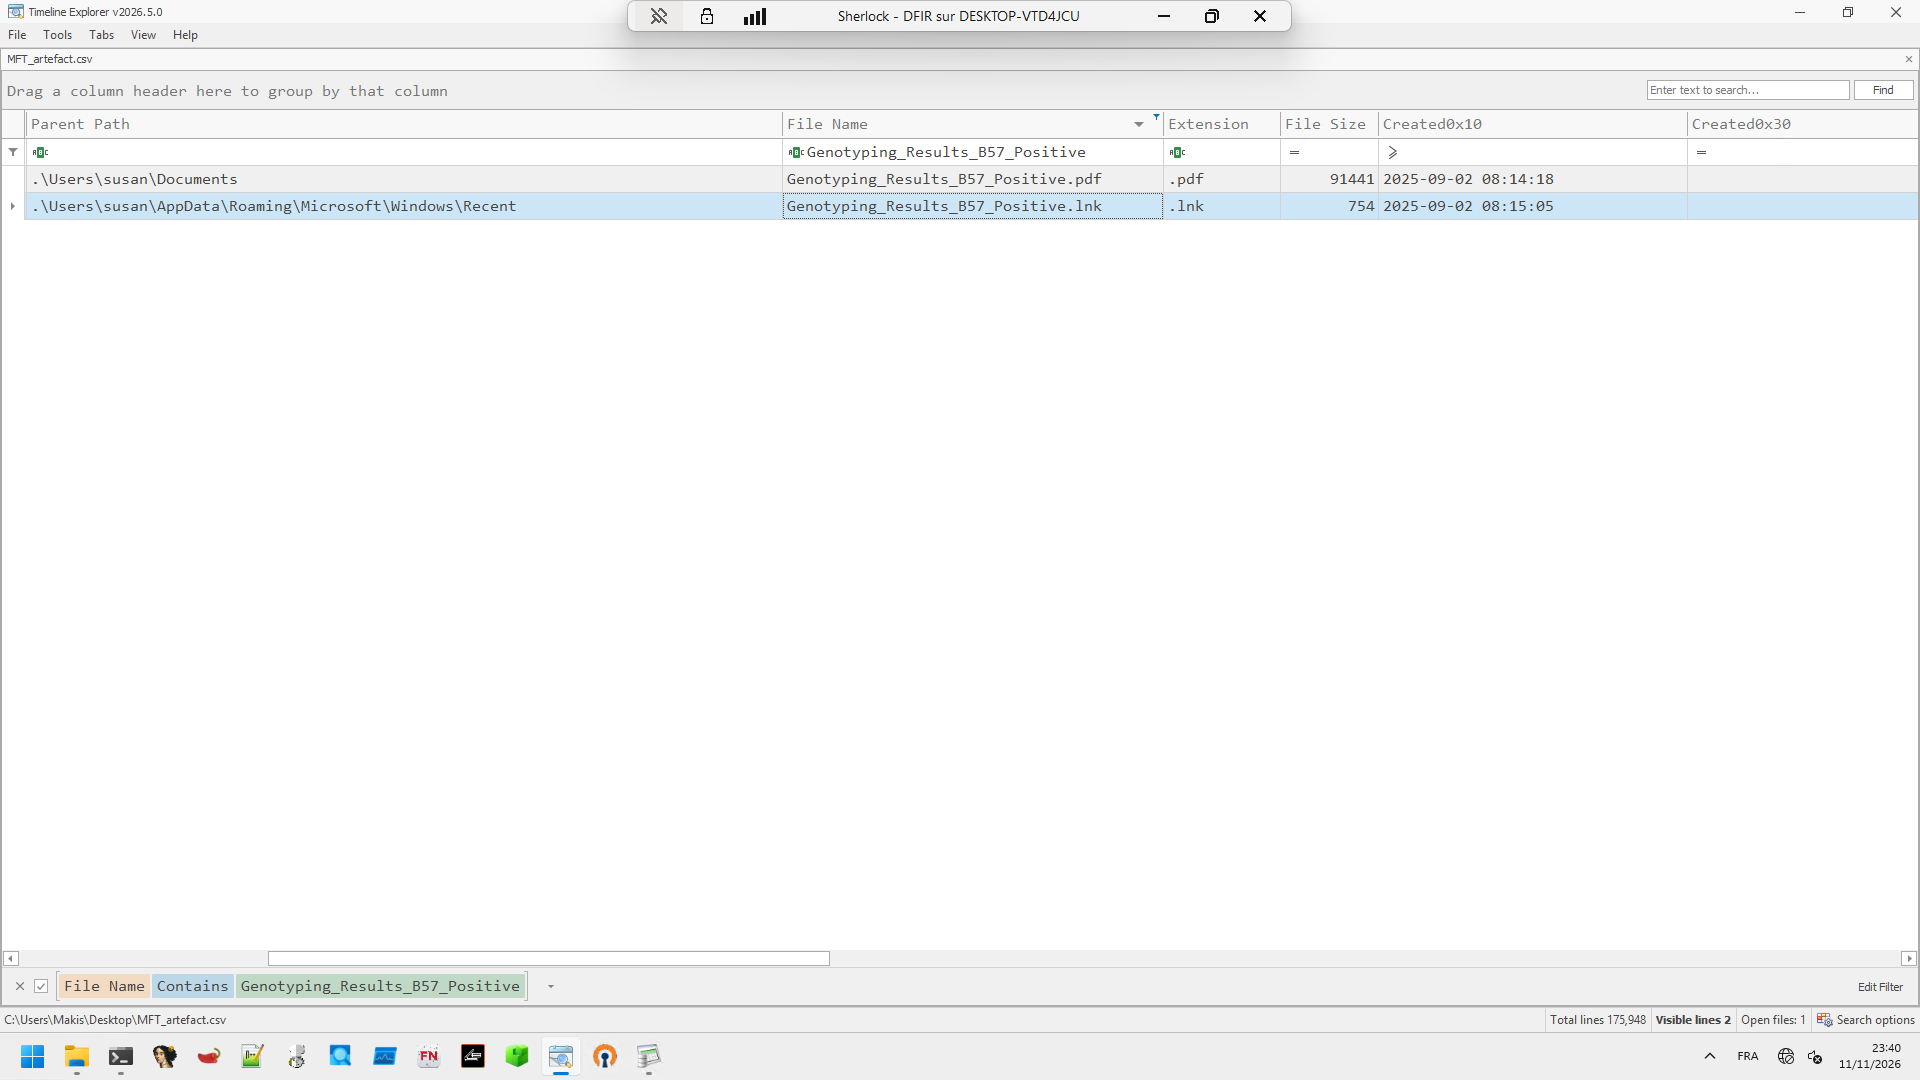 Timeline Explorer v2026.5.0
Sherlock - DFIR sur DESKTOP-VTD4JCU
File Tools Tabs View Help
MFT_artefact.csv
Drag a column header here to group by that column
Enter text to search... Find
Parent Path File Name Extension File Size Created0x10 Created0x30
Genotyping_Results_B57_Positive = ⩾ =
.\Users\susan\Documents Genotyping_Results_B57_Positive.pdf .pdf 91441 2025-09-02 08:14:18
.\Users\susan\AppData\Roaming\Microsoft\Windows\Recent Genotyping_Results_B57_Positive.lnk .lnk 754 2025-09-02 08:15:05
File Name Contains Genotyping_Results_B57_Positive Edit Filter
C:\Users\Makis\Desktop\MFT_artefact.csv Total lines 175,948 Visible lines 2 Open files: 1 Search options
FN FRA 23:40
11/11/2026